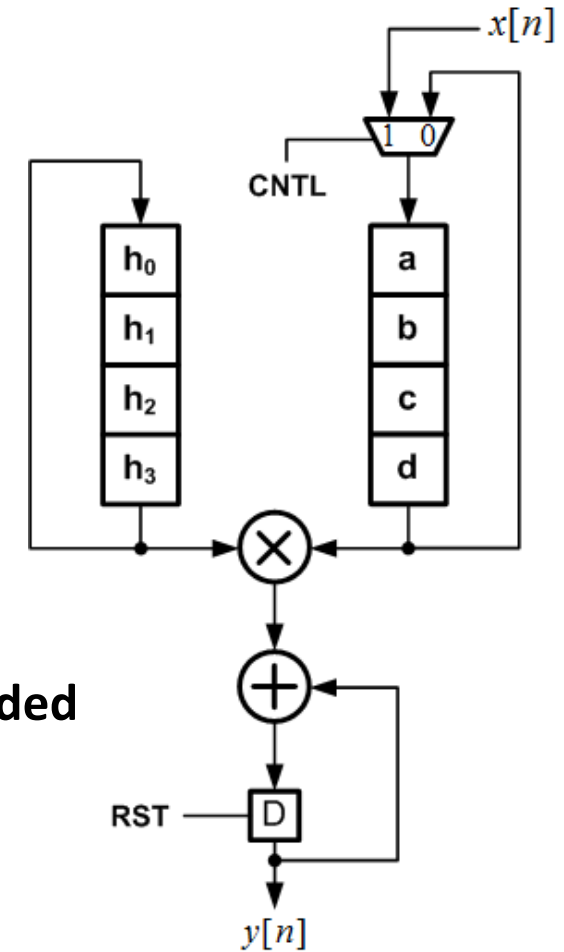 x[n]
1 0
CNTL
h₀
a
h₁
b
h₂
c
h₃
d
×
+
ded
RST
D
y[n]